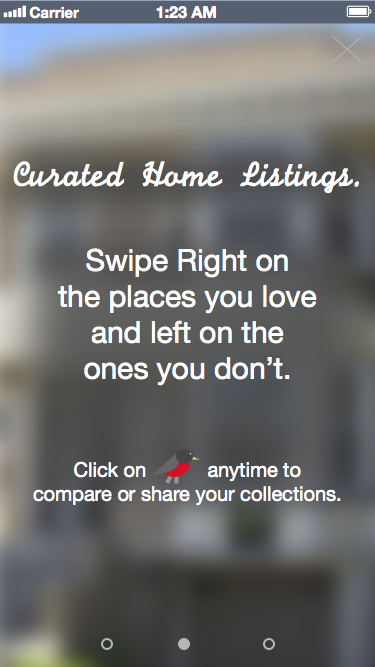 Carrier 1:23 AM
Curated Home Listings.
Swipe Right on
the places you love
and left on the
ones you don’t.
Click on anytime to
compare or share your collections.